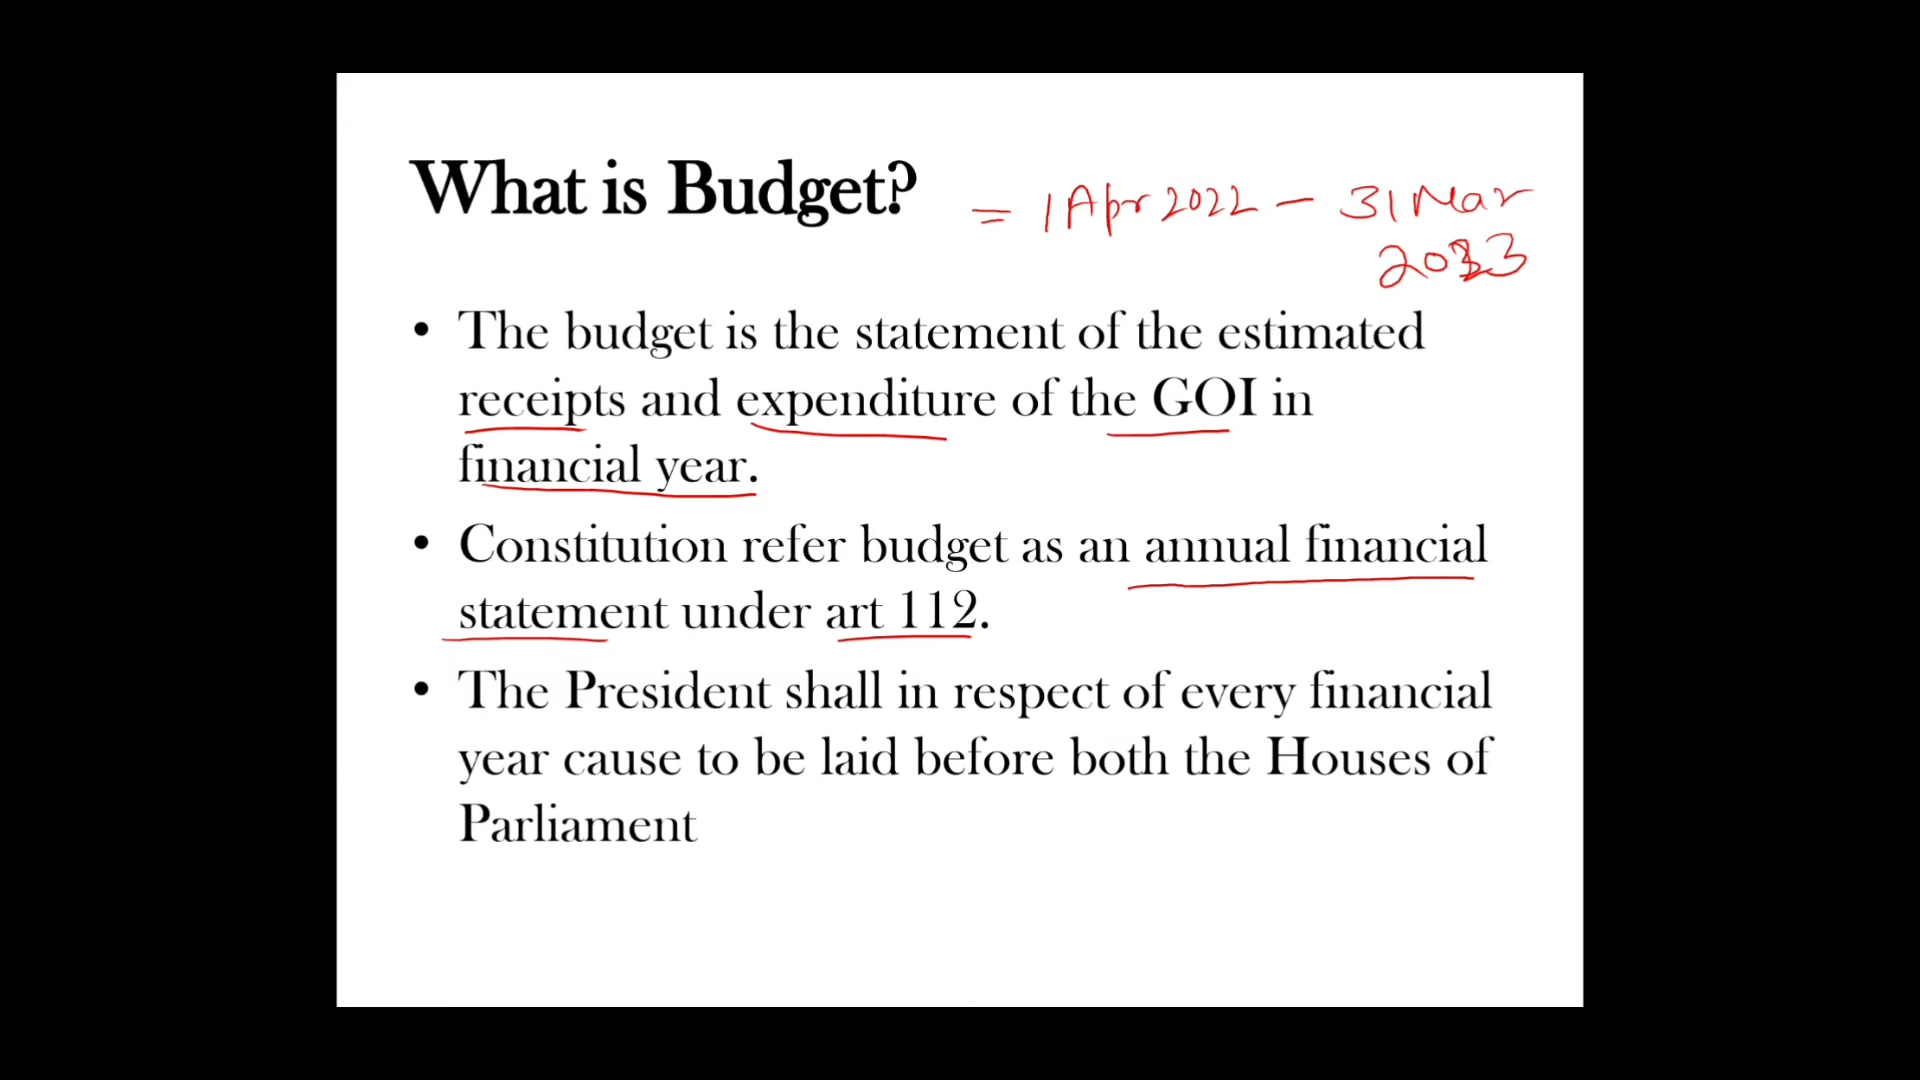 What is Budget?
= 1 Apr 2022 - 31 Mar
2023
• The budget is the statement of the estimated
receipts and expenditure of the GOI in
financial year.
• Constitution refer budget as an annual financial
statement under art 112.
• The President shall in respect of every financial
year cause to be laid before both the Houses of
Parliament